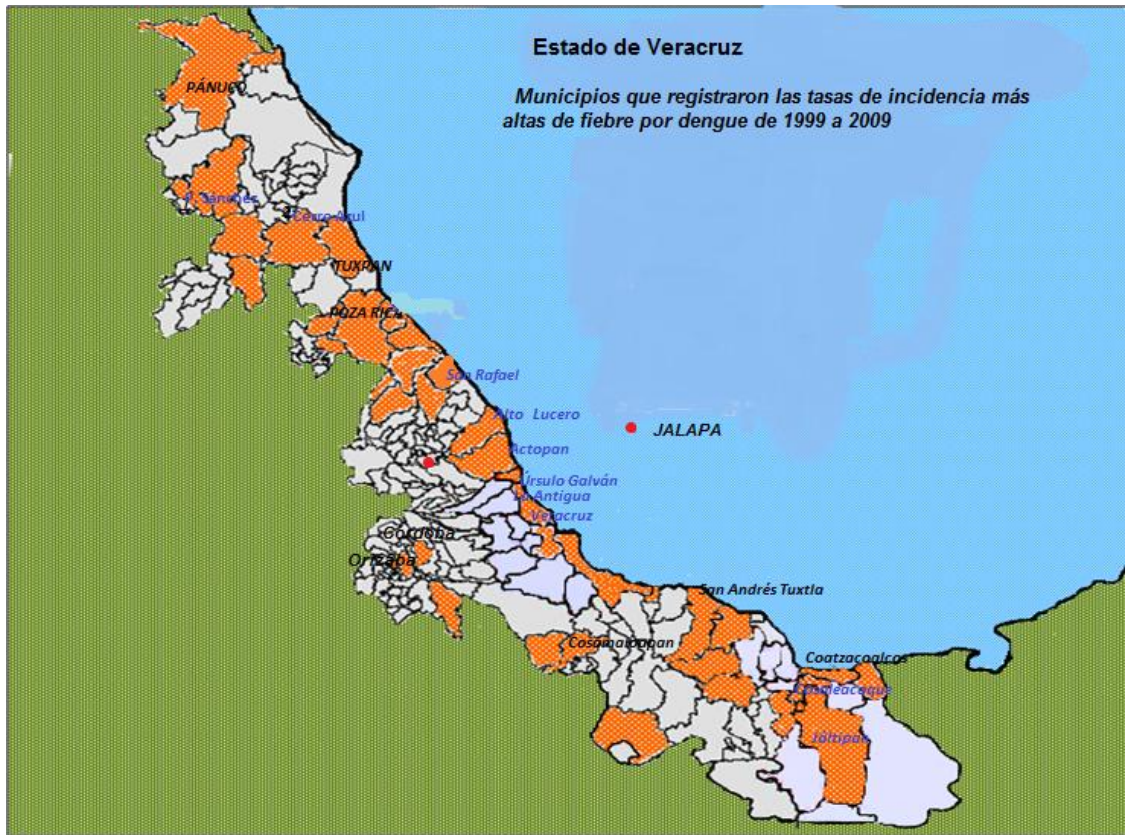 Estado de Veracruz
Municipios que registraron las tasas de incidencia más
altas de fiebre por dengue de 1999 a 2009
PÁNUCO
P. Sánchez
Cerro Azul
TUXPAN
POZA RICA
San Rafael
Alto Lucero
JALAPA
Actopan
Úrsulo Galván
La Antigua
Veracruz
Córdoba
Orizaba
San Andrés Tuxtla
Cosamaloapan
Coatzacoalcos
Cosoleacaque
Jáltipan